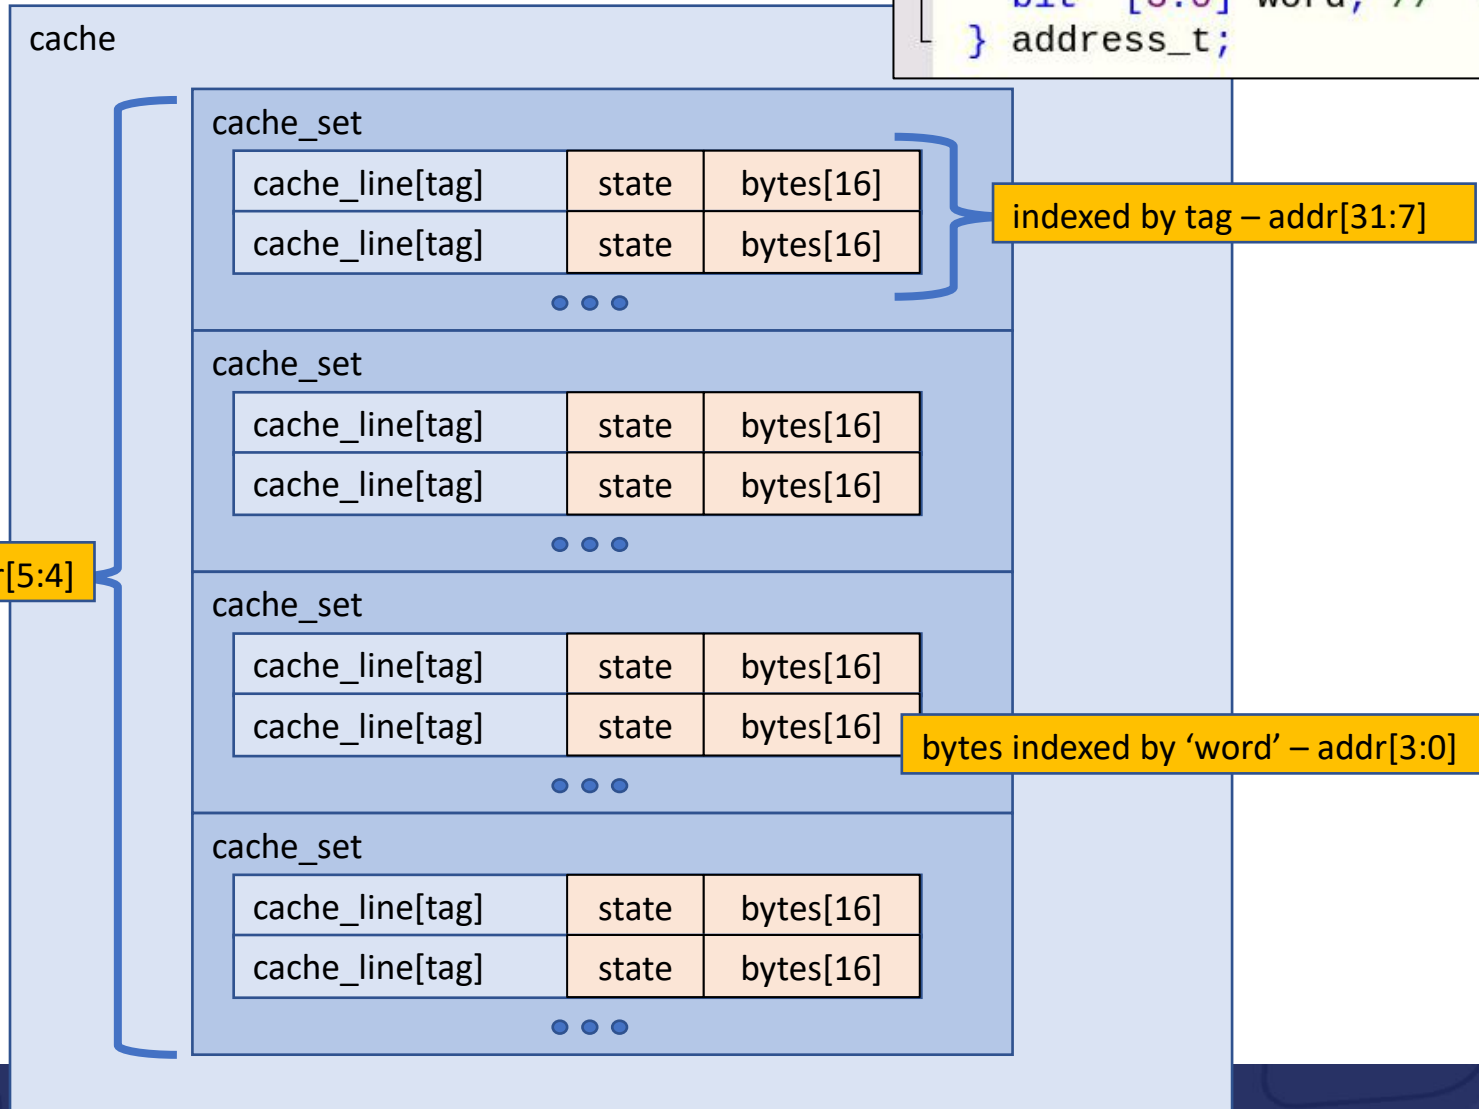 } address_t;
cache
cache_set
cache_line[tag] state bytes[16]
cache_line[tag] state bytes[16]
indexed by tag – addr[31:7]
cache_set
cache_line[tag] state bytes[16]
cache_line[tag] state bytes[16]
[5:4]
cache_set
cache_line[tag] state bytes[16]
cache_line[tag] state bytes[16]
bytes indexed by ‘word’ – addr[3:0]
cache_set
cache_line[tag] state bytes[16]
cache_line[tag] state bytes[16]